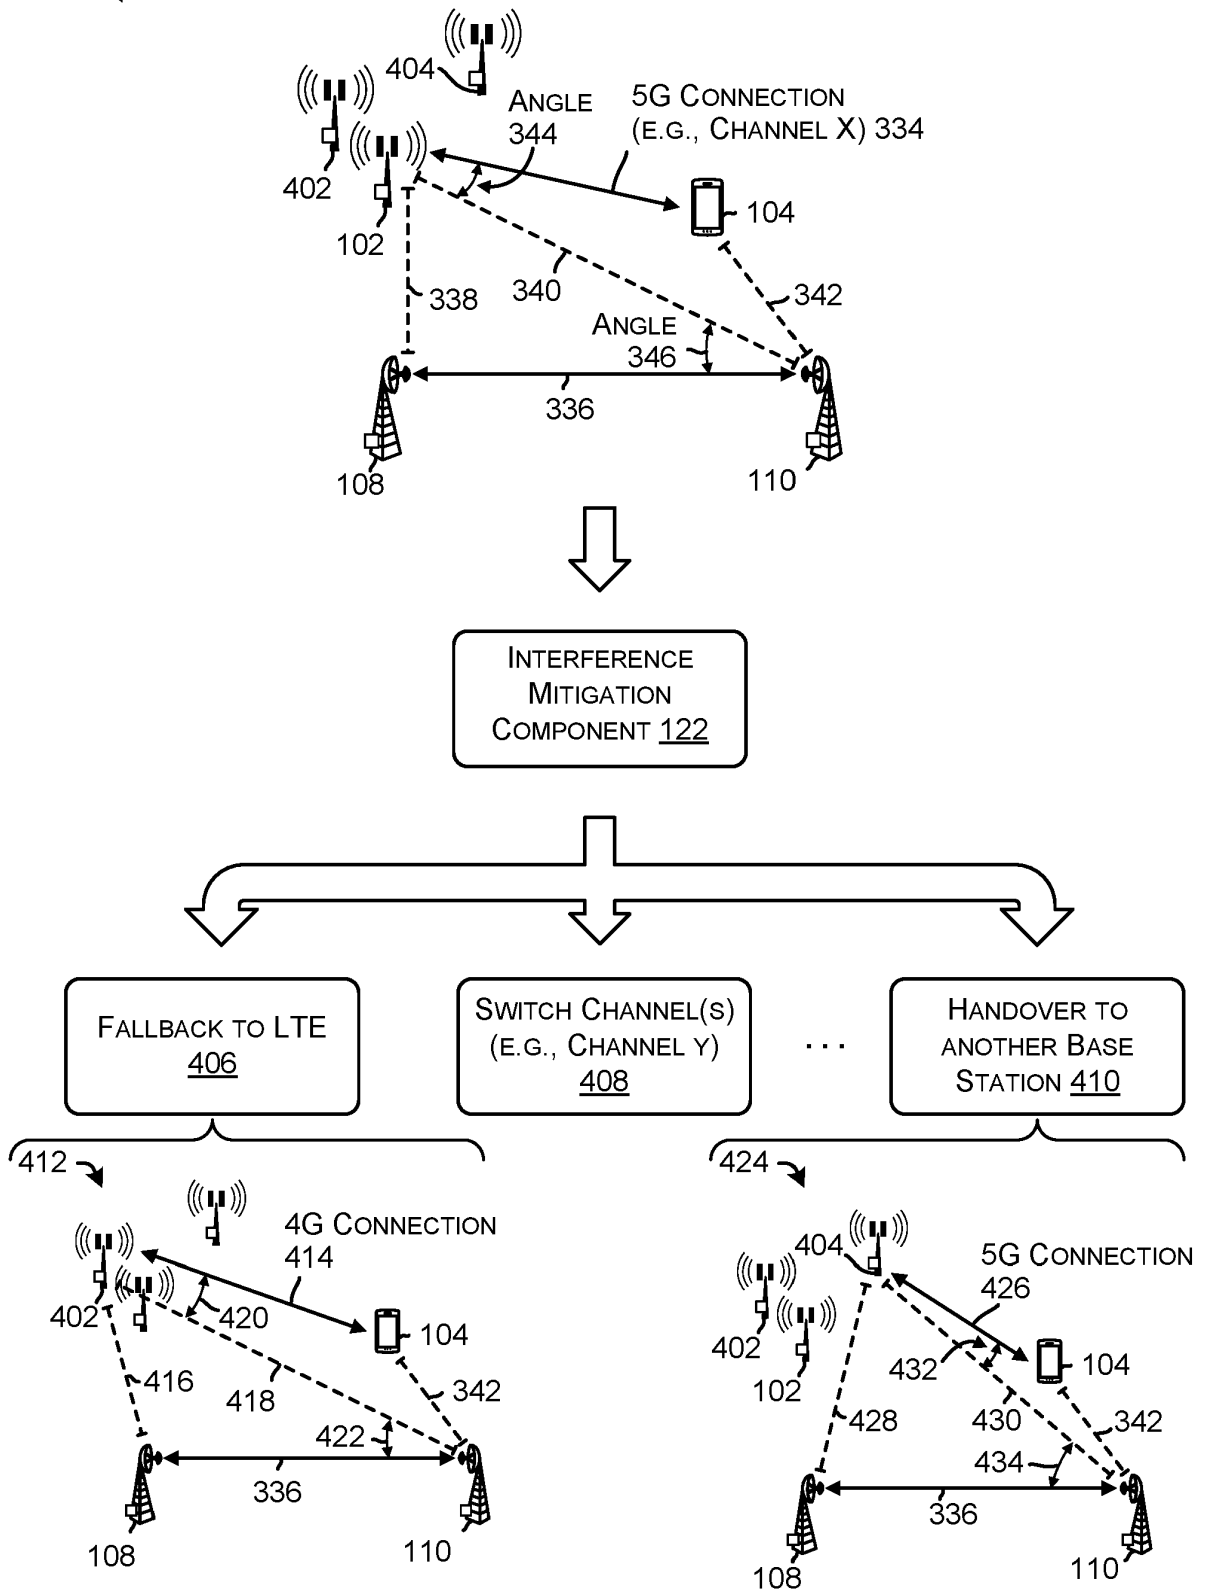 404
ANGLE
344
5G CONNECTION
(E.G., CHANNEL X) 334
402
102
104
338
340
342
ANGLE
346
336
108
110
INTERFERENCE
MITIGATION
COMPONENT 122
FALLBACK TO LTE
406
SWITCH CHANNEL(S)
(E.G., CHANNEL Y)
408
. . .
HANDOVER TO
ANOTHER BASE
STATION 410
412
4G CONNECTION
414
402
420
104
416
418
342
422
336
108
110
424
404
5G CONNECTION
426
402
102
432
104
428
430
342
434
336
108
110